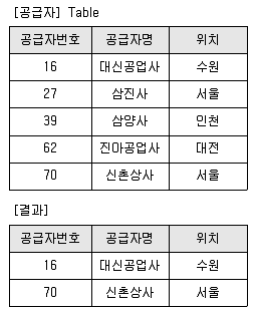 [공급자] Table
공급자번호 공급자명 위치
16 대신공업사 수원
27 삼진사 서울
39 삼양사 인천
62 진아공업사 대전
70 신촌상사 서울
[결과]
공급자번호 공급자명 위치
16 대신공업사 수원
70 신촌상사 서울